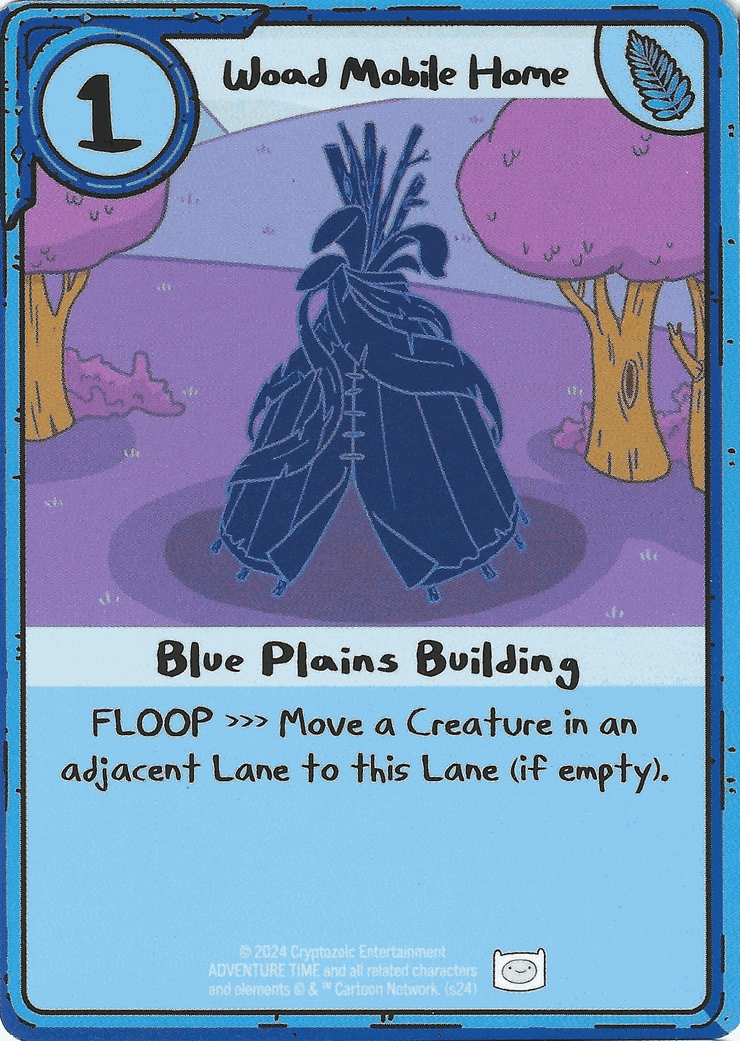 1
Woad Mobile Home
Blue Plains Building
FLOOP >>> Move a Creature in an
adjacent Lane to this Lane (if empty).
© 2024 Cryptozoic Entertainment
ADVENTURE TIME and all related characters
and elements © & ™ Cartoon Network. (s24)